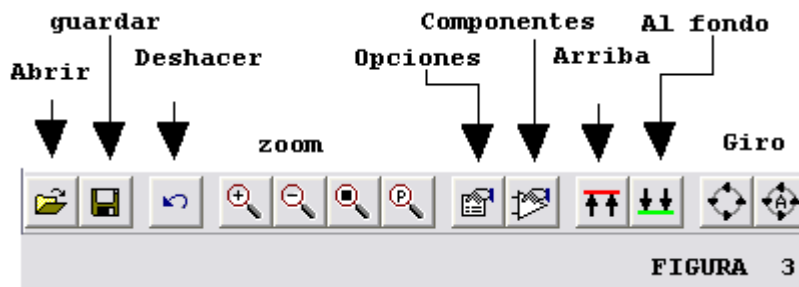 guardar
Componentes
Al fondo
Abrir
Deshacer
Opciones
Arriba
zoom
Giro
P
A
FIGURA 3